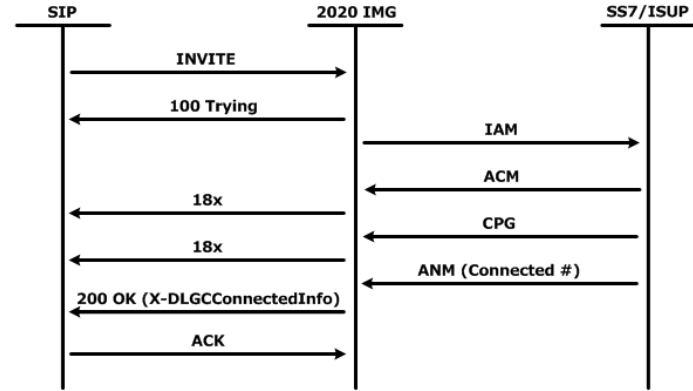 SIP 2020 IMG SS7/ISUP
INVITE
100 Trying
IAM
ACM
18x
CPG
18x
ANM (Connected #)
200 OK (X-DLGCConnectedInfo)
ACK